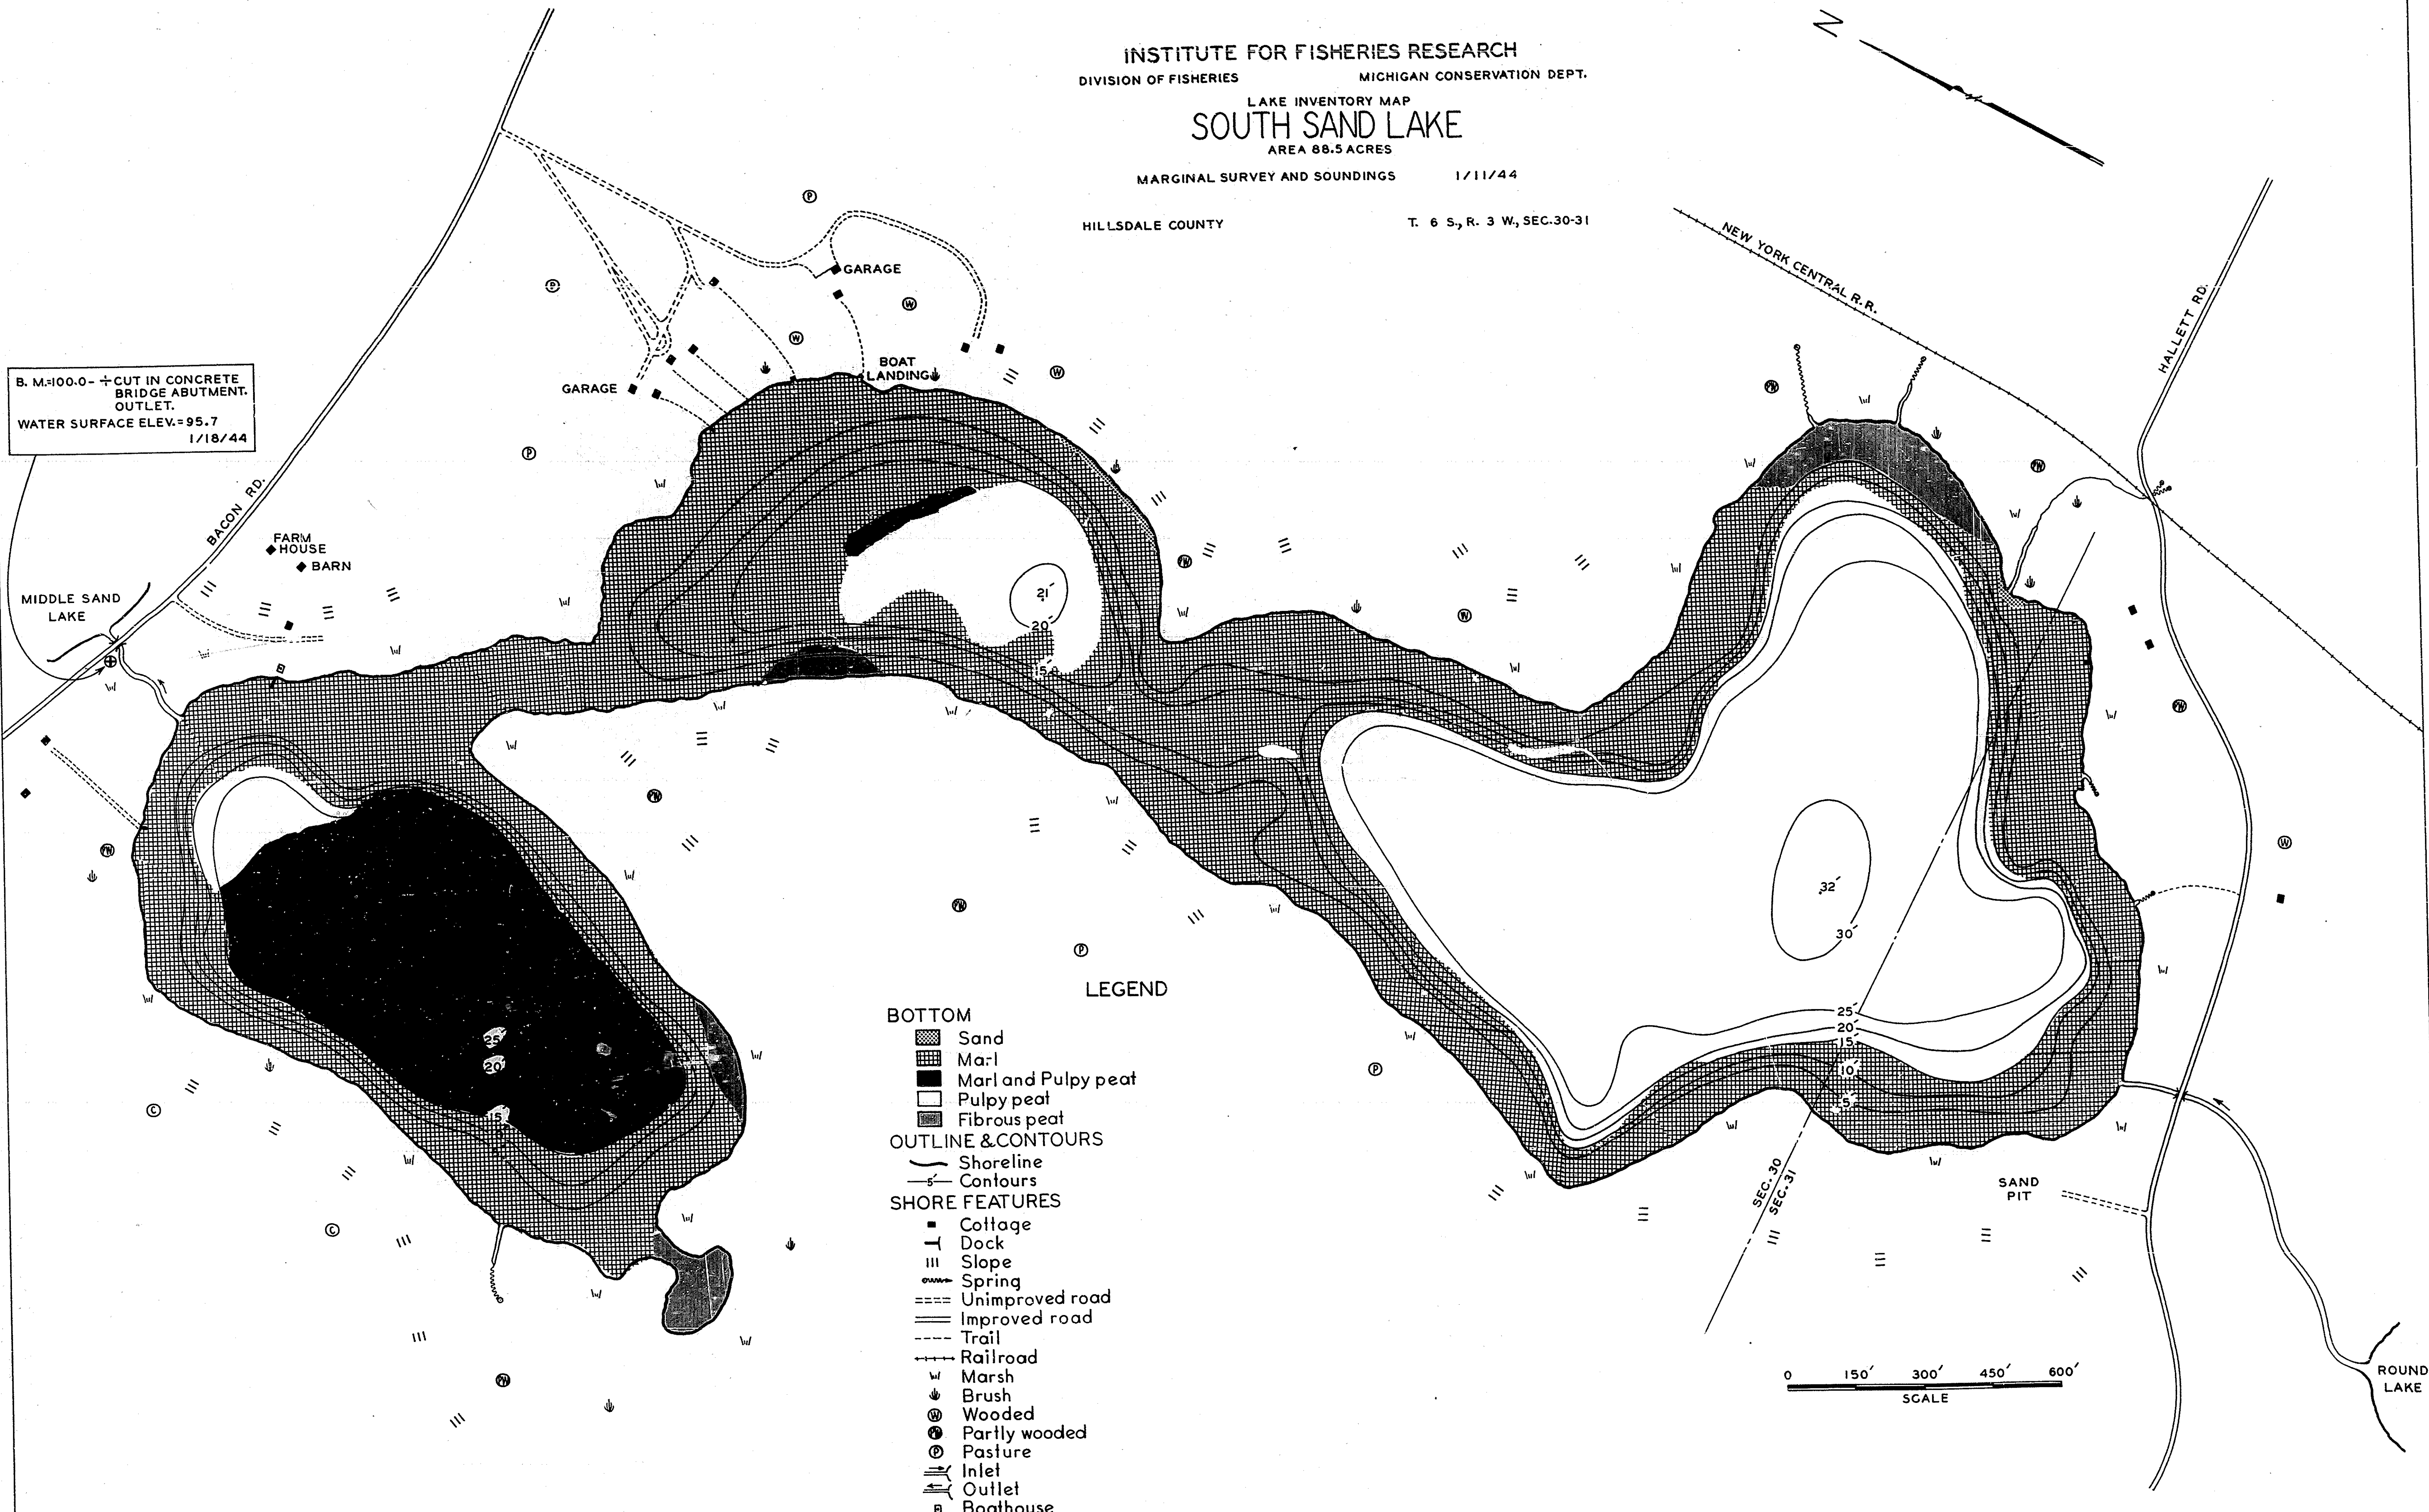 N
INSTITUTE FOR FISHERIES RESEARCH
DIVISION OF FISHERIES MICHIGAN CONSERVATION DEPT.
LAKE INVENTORY MAP
SOUTH SAND LAKE
AREA 88.5 ACRES
MARGINAL SURVEY AND SOUNDINGS 1/11/44
HILLSDALE COUNTY T. 6 S., R. 3 W., SEC. 30-31
NEW YORK CENTRAL R.R.
HALLETT RD.
GARAGE
BOAT
LANDING
GARAGE
B. M.=100.0 - ÷ CUT IN CONCRETE
BRIDGE ABUTMENT.
OUTLET.
WATER SURFACE ELEV.=95.7
1/18/44
BACON RD.
FARM
HOUSE
BARN
MIDDLE SAND
LAKE
21'
20'
15'
32'
30'
25'
20'
15'
10'
5'
25'
20'
15'
SEC. 30
SEC. 31
SAND
PIT
ROUND
LAKE
0 150' 300' 450' 600'
SCALE
LEGEND
BOTTOM
Sand
Marl
Marl and Pulpy peat
Pulpy peat
Fibrous peat
OUTLINE & CONTOURS
Shoreline
5' Contours
SHORE FEATURES
Cottage
Dock
Slope
Spring
Unimproved road
Improved road
Trail
Railroad
Marsh
Brush
W Wooded
PW Partly wooded
P Pasture
Inlet
Outlet
B Boathouse